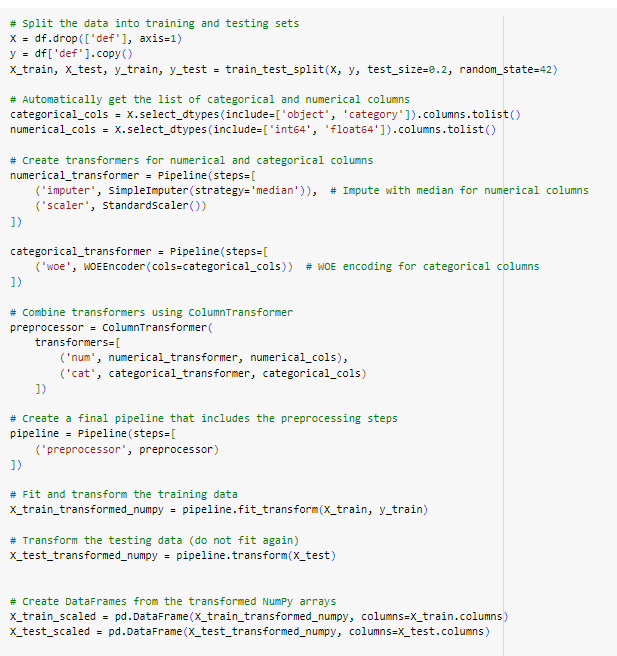 # Split the data into training and testing sets
X = df.drop(['def'], axis=1)
y = df['def'].copy()
X_train, X_test, y_train, y_test = train_test_split(X, y, test_size=0.2, random_state=42)
# Automatically get the list of categorical and numerical columns
categorical_cols = X.select_dtypes(include=['object', 'category']).columns.tolist()
numerical_cols = X.select_dtypes(include=['int64', 'float64']).columns.tolist()
# Create transformers for numerical and categorical columns
numerical_transformer = Pipeline(steps=[
    ('imputer', SimpleImputer(strategy='median')),  # Impute with median for numerical columns
    ('scaler', StandardScaler())
])
categorical_transformer = Pipeline(steps=[
    ('woe', WOEEncoder(cols=categorical_cols))  # WOE encoding for categorical columns
])
# Combine transformers using ColumnTransformer
preprocessor = ColumnTransformer(
    transformers=[
        ('num', numerical_transformer, numerical_cols),
        ('cat', categorical_transformer, categorical_cols)
    ])
# Create a final pipeline that includes the preprocessing steps
pipeline = Pipeline(steps=[
    ('preprocessor', preprocessor)
])
# Fit and transform the training data
X_train_transformed_numpy = pipeline.fit_transform(X_train, y_train)
# Transform the testing data (do not fit again)
X_test_transformed_numpy = pipeline.transform(X_test)
# Create DataFrames from the transformed NumPy arrays
X_train_scaled = pd.DataFrame(X_train_transformed_numpy, columns=X_train.columns)
X_test_scaled = pd.DataFrame(X_test_transformed_numpy, columns=X_test.columns)